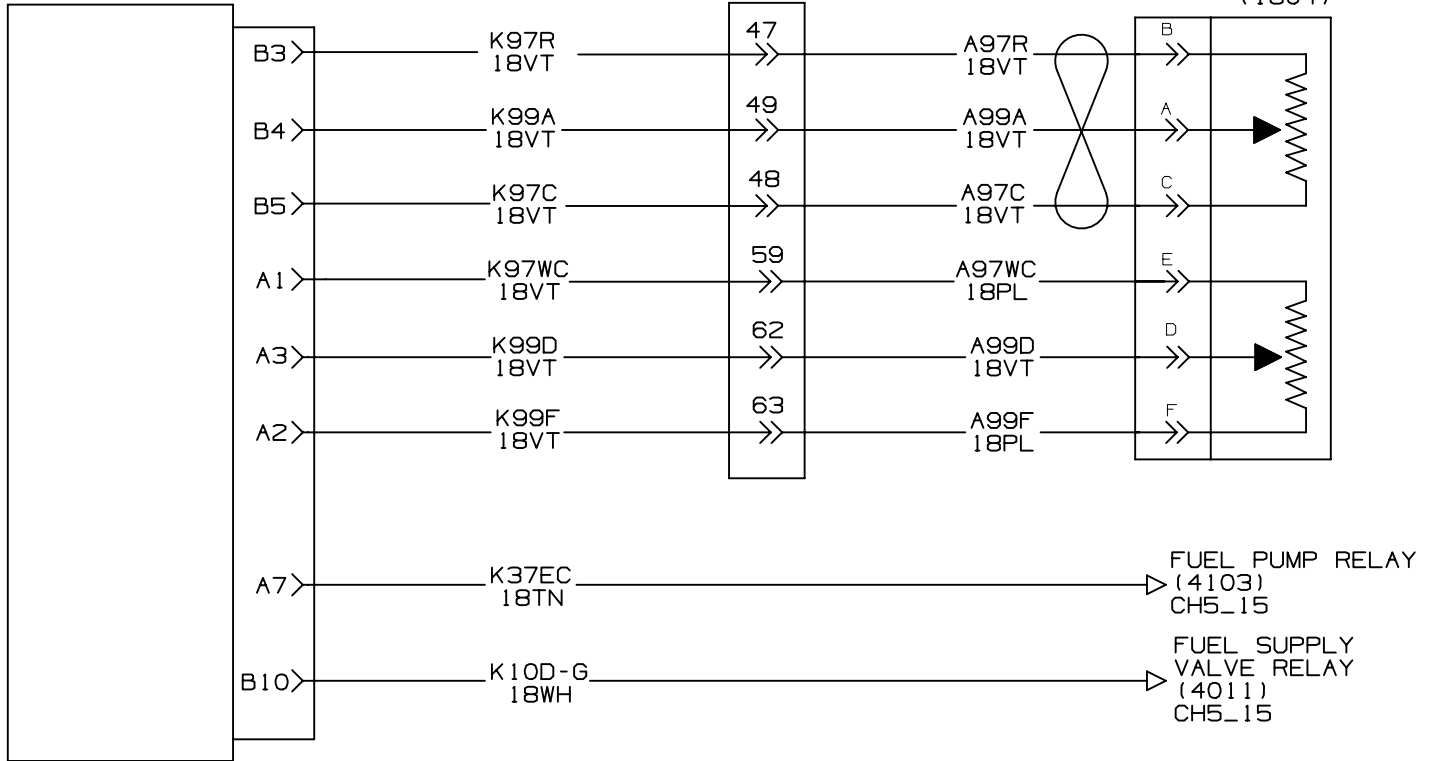 B3 K97R 47 A97R B
18VT 18VT
B4 K99A 49 A99A A
18VT 18VT
B5 K97C 48 A97C C
18VT 18VT
A1 K97WC 59 A97WC E
18VT 18PL
A3 K99D 62 A99D D
18VT 18VT
A2 K99F 63 A99F F
18VT 18PL
A7 K37EC
18TN
FUEL PUMP RELAY
(4103)
CH5_15
B10 K10D-G
18WH
FUEL SUPPLY
VALVE RELAY
(4011)
CH5_15